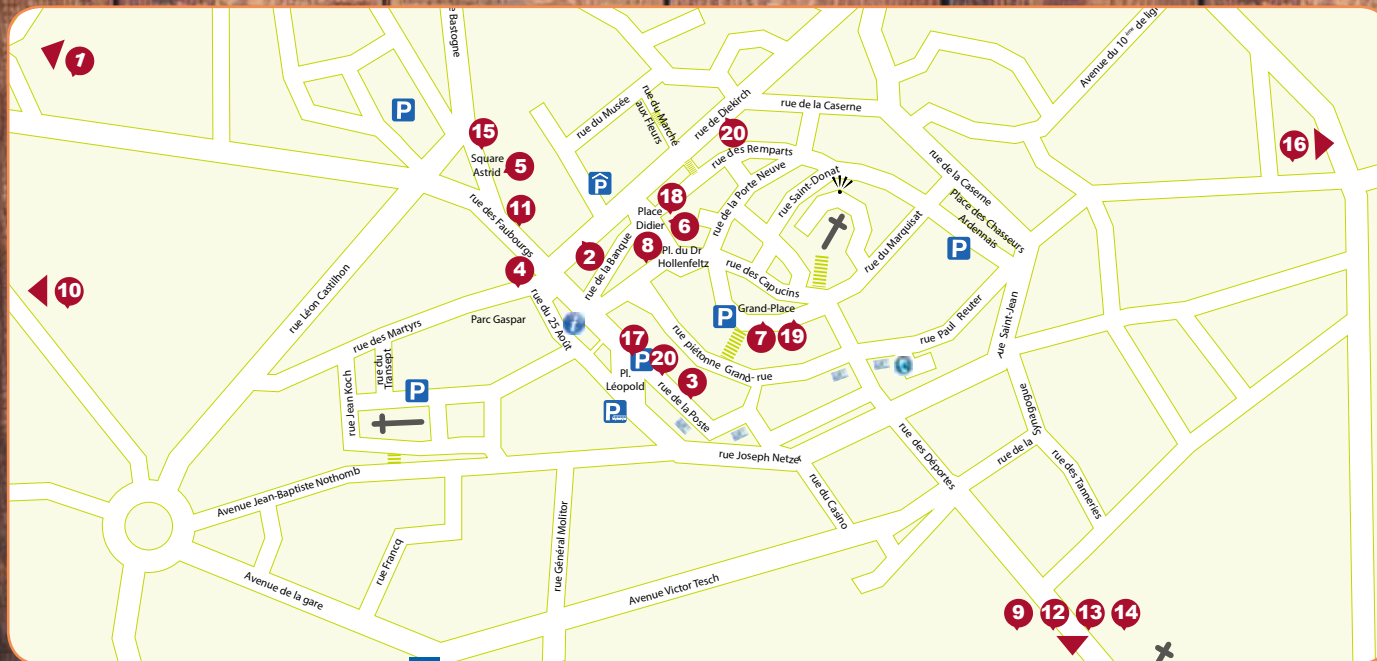 e Bastogne
Avenue du 10 ème de lig
1
P
rue du Musée
rue du Marché
aux Fleurs
rue de Diekirch
rue de la Caserne
15
20
16
Square
Astrid
5
rue des Remparts
rue de la Porte Neuve
rue Saint-Donat
rue de la Caserne
Place des Chasseurs
Ardennais
P
P
18
11
rue des Faubourgs
Place
Didier
6
8
2
rue de la Banque
Pl. du Dr
Hollenfeltz
rue du Marquisat
4
rue des Capucins
10
rue Léon Castilhon
rue du 25 Août
Parc Gaspar
i
P
Grand-Place
7
19
rue Paul Reuter
rue Saint-Jean
rue des Martyrs
rue du
Transept
rue Jean Koch
P
17
P
20
Pl.
Léopold
3
rue piétonne Grand-rue
rue de la Poste
P
rue Joseph Netzer
rue des Déportés
rue de la
Synagogue
rue des Tanneries
rue du Casino
Avenue Jean-Baptiste Nothomb
rue Général Molitor
rue Francq
Avenue de la gare
Avenue Victor Tesch
9
12
13
14